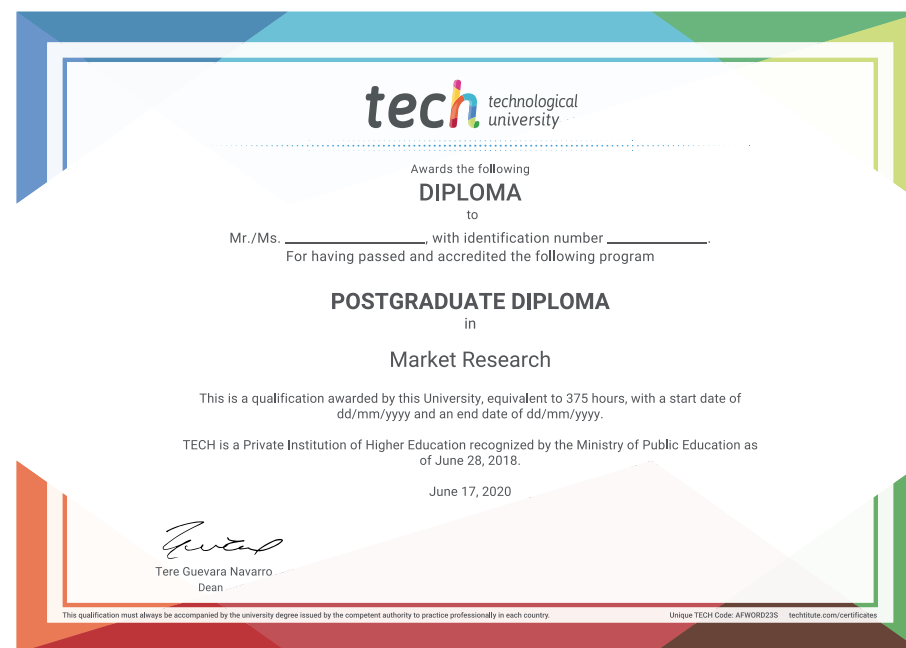 tech technological
university
Awards the following
DIPLOMA
to
Mr./Ms. ____________________, with identification number ______________.
For having passed and accredited the following program
POSTGRADUATE DIPLOMA
in
Market Research
This is a qualification awarded by this University, equivalent to 375 hours, with a start date of
dd/mm/yyyy and an end date of dd/mm/yyyy.
TECH is a Private Institution of Higher Education recognized by the Ministry of Public Education as
of June 28, 2018.
June 17, 2020
Tere Guevara Navarro
Dean
This qualification must always be accompanied by the university degree issued by the competent authority to practice professionally in each country. Unique TECH Code: AFWORD23S techtitute.com/certificates